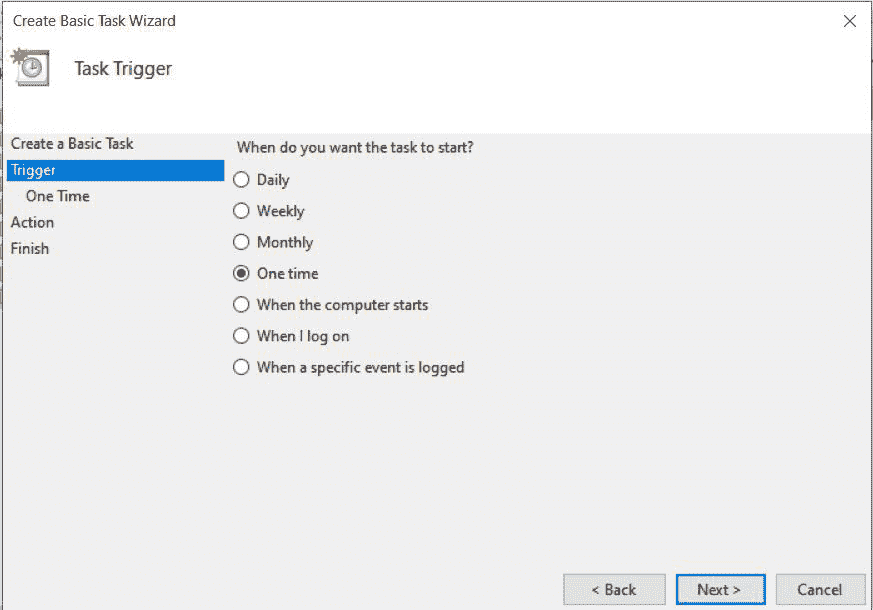 Create Basic Task Wizard
Task Trigger
Create a Basic Task
Trigger
One Time
Action
Finish
When do you want the task to start?
Daily
Weekly
Monthly
One time
When the computer starts
When I log on
When a specific event is logged
< Back
Next >
Cancel